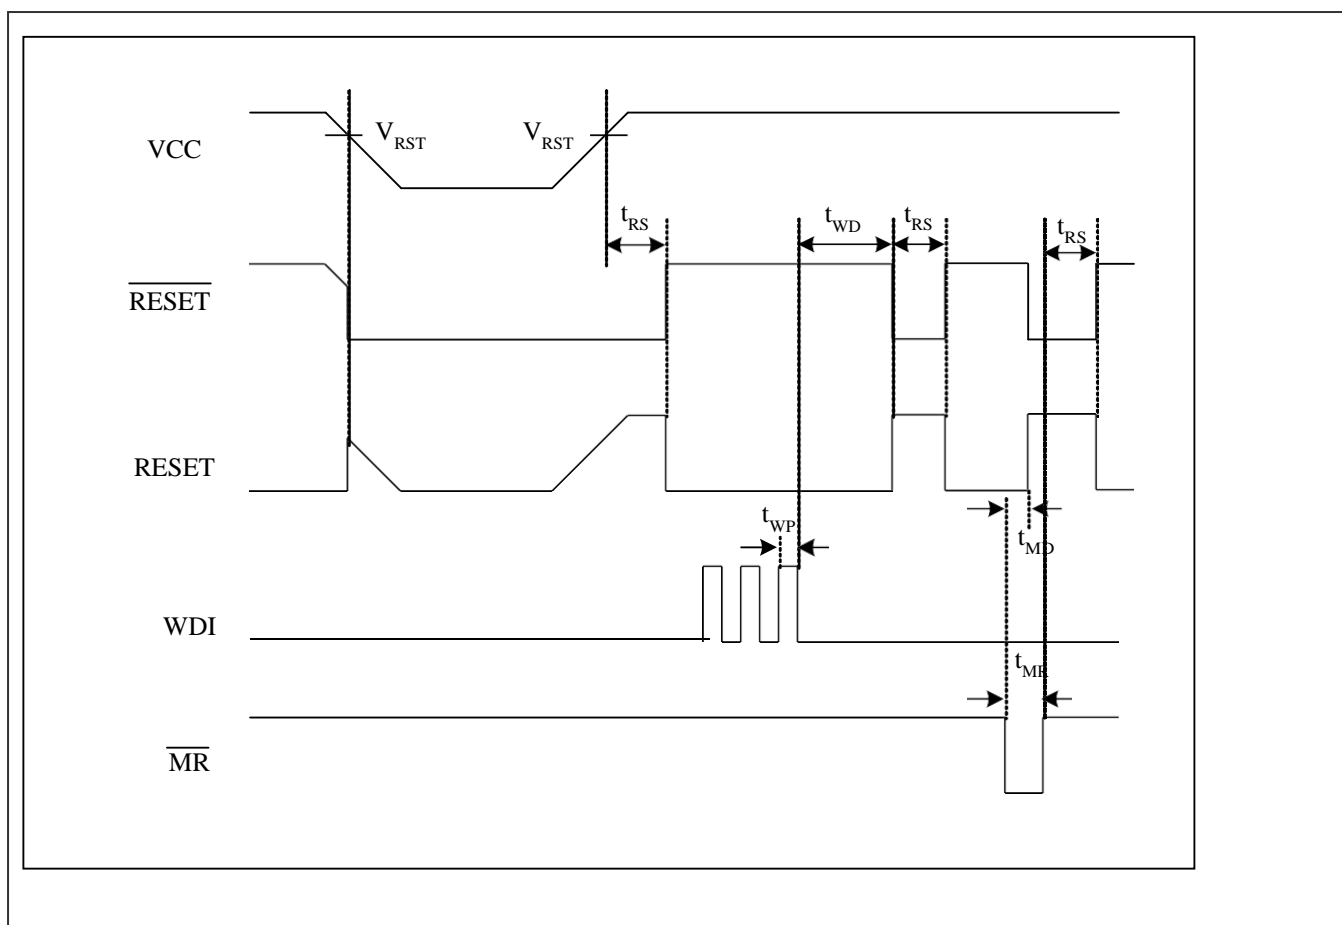 V_RST V_RST
VCC
t_RS t_WD t_RS t_RS
RESET
RESET
t_WP
t_MD
WDI
t_MR
MR